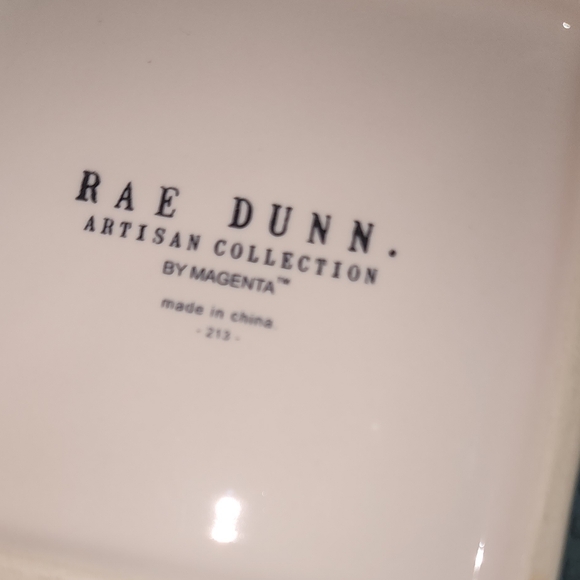 RAE DUNN.
ARTISAN COLLECTION
BY MAGENTA™
made in china
- 213 -